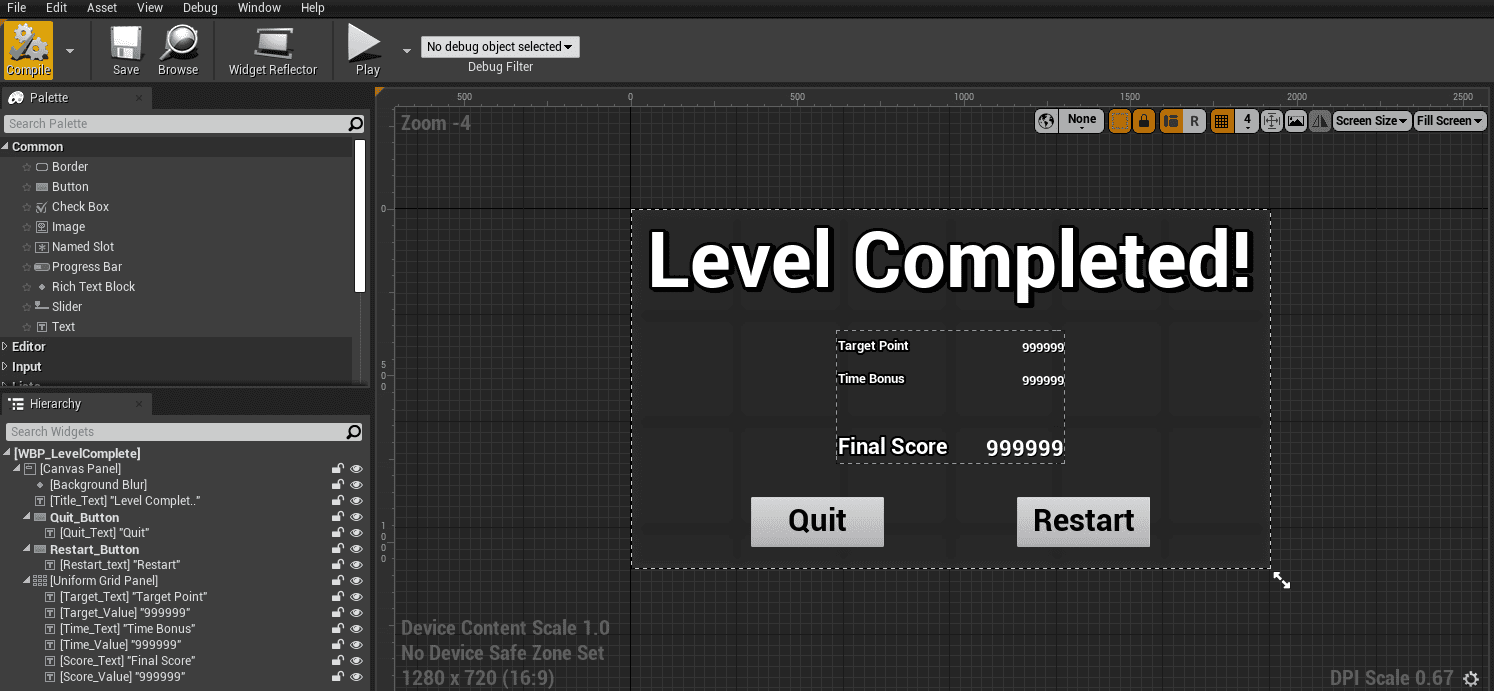 File Edit Asset View Debug Window Help
Compile Save Browse Widget Reflector Play No debug object selected Debug Filter
Palette
Search Palette
Common
Border
Button
Check Box
Image
Named Slot
Progress Bar
Rich Text Block
Slider
Text
Editor
Input
Lists
Hierarchy
Search Widgets
[WBP_LevelComplete]
[Canvas Panel]
[Background Blur]
[Title_Text] "Level Complet.."
Quit_Button
[Quit_Text] "Quit"
Restart_Button
[Restart_text] "Restart"
[Uniform Grid Panel]
[Target_Text] "Target Point"
[Target_Value] "999999"
[Time_Text] "Time Bonus"
[Time_Value] "999999"
[Score_Text] "Final Score"
[Score_Value] "999999"
500 0 500 1000 1500 2000 2500
Zoom -4
None R 4 Screen Size Fill Screen
0
500
1000
Level Completed!
Target Point 999999
Time Bonus 999999
Final Score 999999
Quit Restart
Device Content Scale 1.0
No Device Safe Zone Set
1280 x 720 (16:9)
DPI Scale 0.67